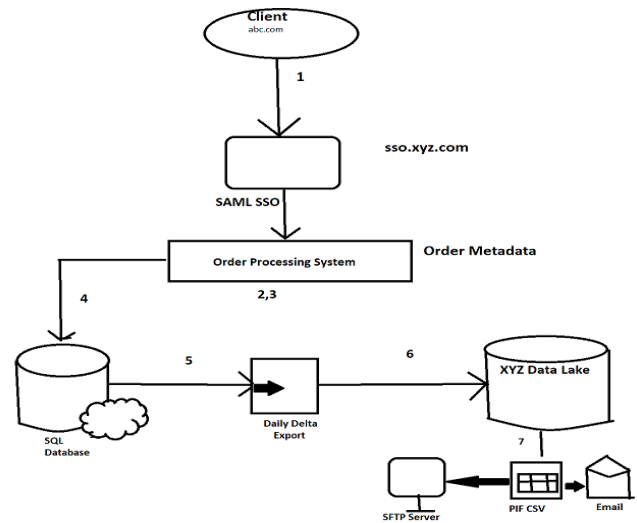 Client
abc.com
1
sso.xyz.com
SAML SSO
Order Metadata
Order Processing System
2,3
4
5
6
XYZ Data Lake
Daily Delta
Export
SQL
Database
7
SFTP Server
PIF CSV
Email